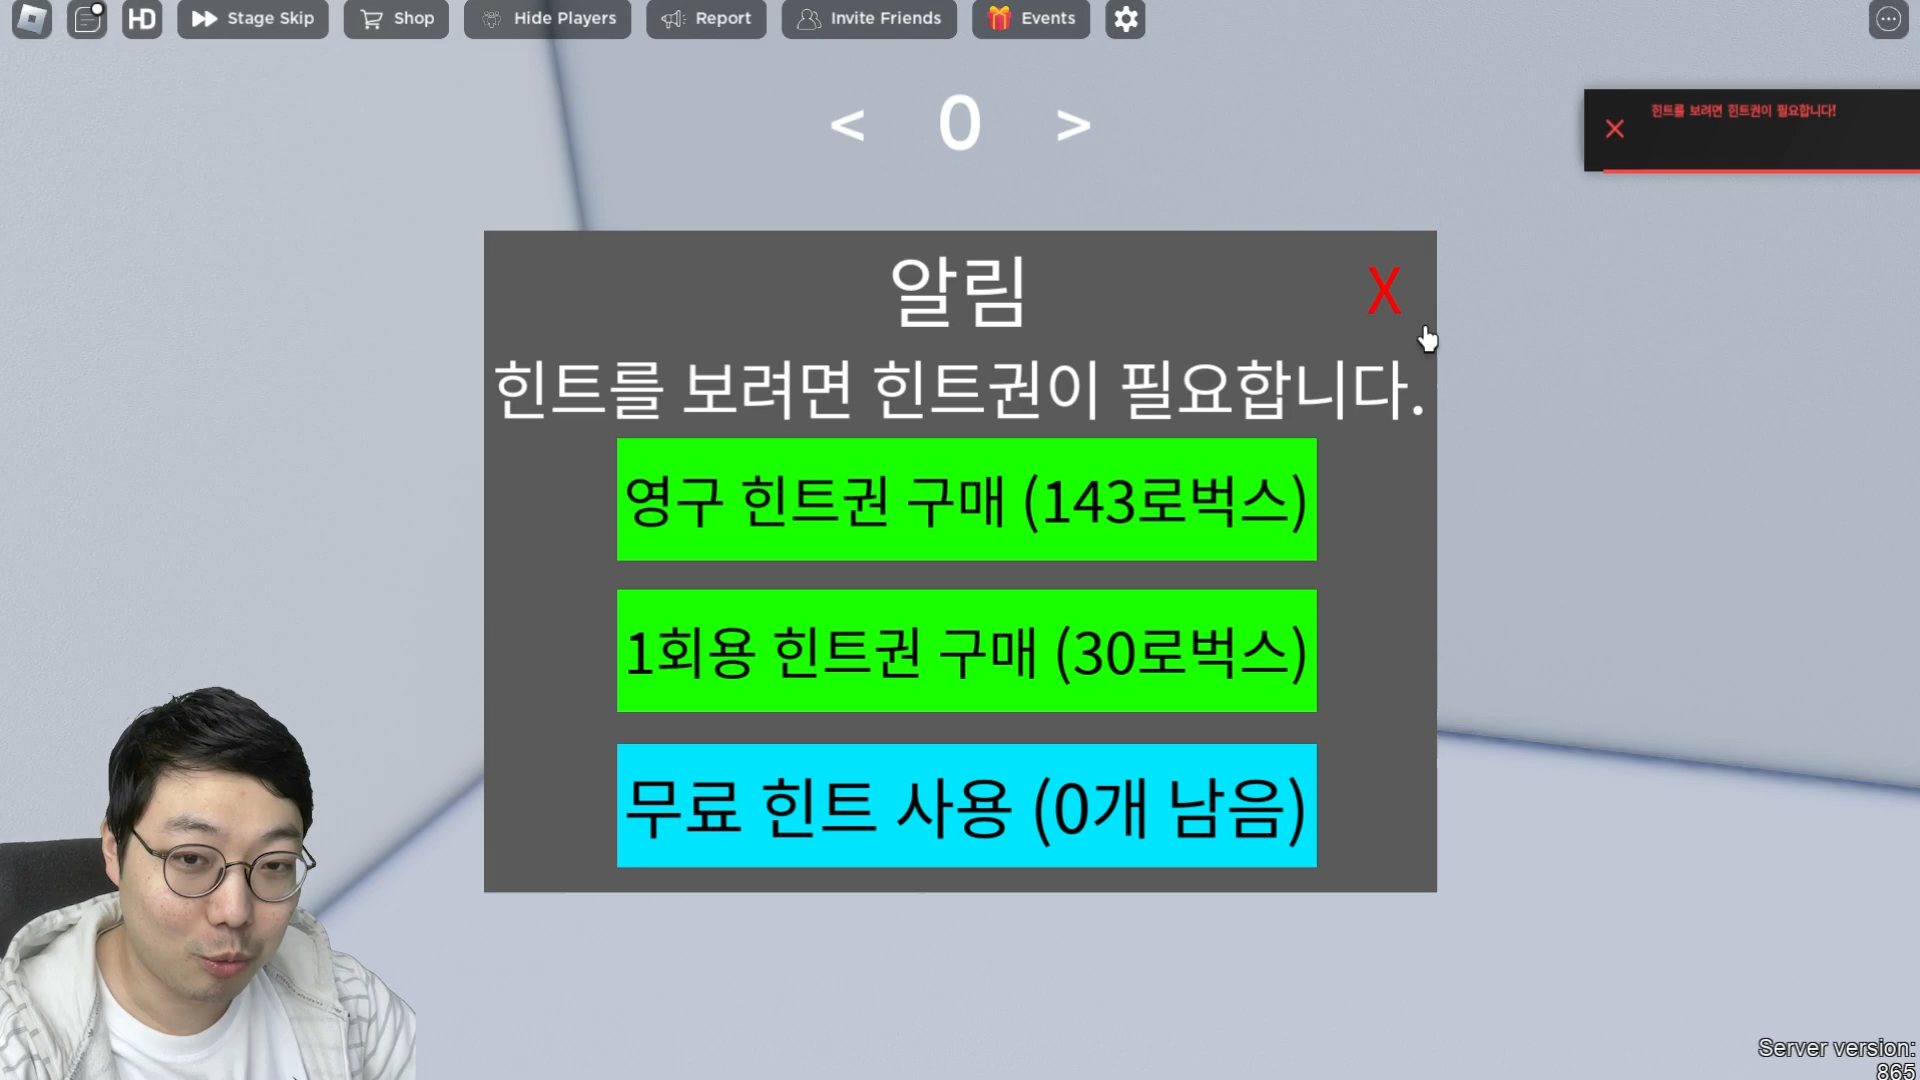 HD
Stage Skip
Shop
Hide Players
Report
Invite Friends
Events
< 0 >
힌트를 보려면 힌트권이 필요합니다!
알림
X
힌트를 보려면 힌트권이 필요합니다.
영구 힌트권 구매 (143로벅스)
1회용 힌트권 구매 (30로벅스)
무료 힌트 사용 (0개 남음)
Server version:
865